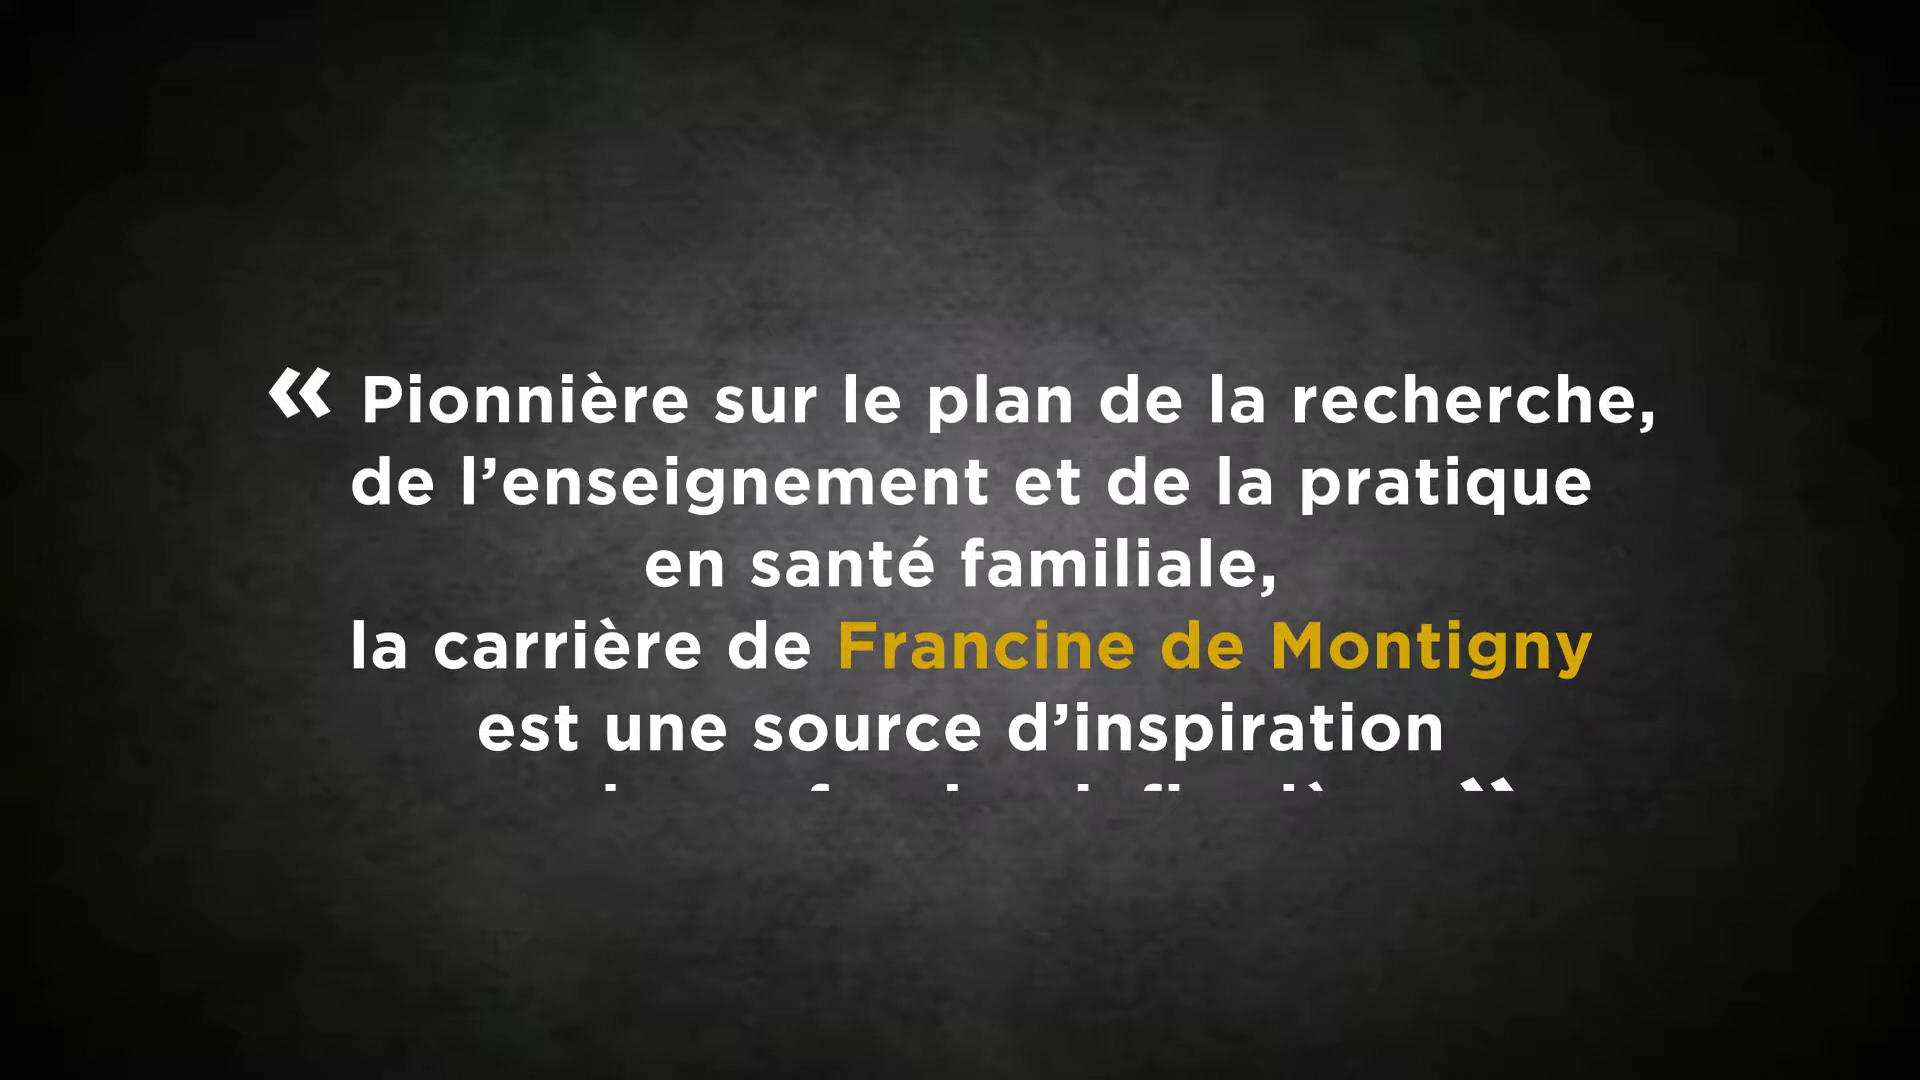 « Pionnière sur le plan de la recherche,
de l’enseignement et de la pratique
en santé familiale,
la carrière de Francine de Montigny
est une source d’inspiration
»